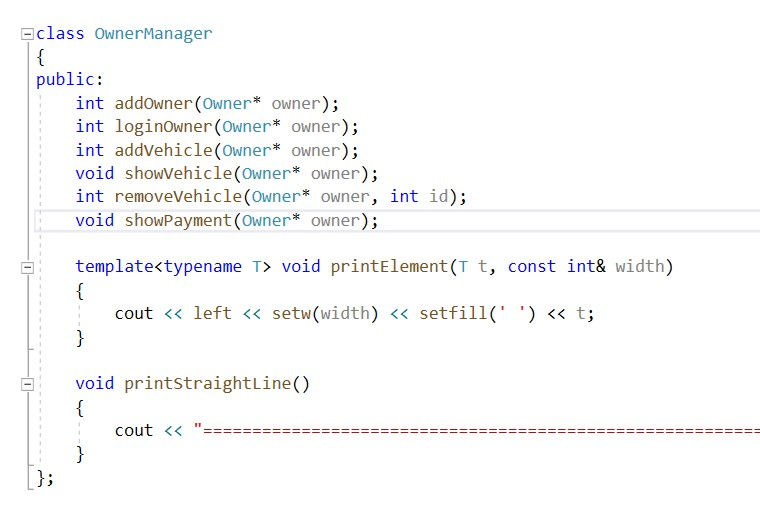 class OwnerManager
{
public:
    int addOwner(Owner* owner);
    int loginOwner(Owner* owner);
    int addVehicle(Owner* owner);
    void showVehicle(Owner* owner);
    int removeVehicle(Owner* owner, int id);
    void showPayment(Owner* owner);

    template<typename T> void printElement(T t, const int& width)
    {
        cout << left << setw(width) << setfill(' ') << t;
    }

    void printStraightLine()
    {
        cout << "=========================================================
    }
};